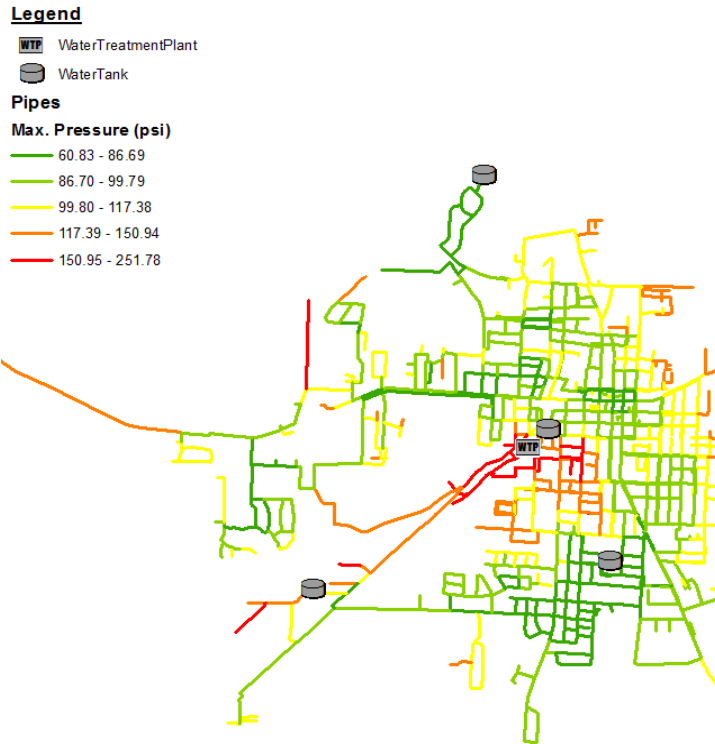 Legend
WTP WaterTreatmentPlant
WaterTank
Pipes
Max. Pressure (psi)
60.83 - 86.69
86.70 - 99.79
99.80 - 117.38
117.39 - 150.94
150.95 - 251.78
WTP